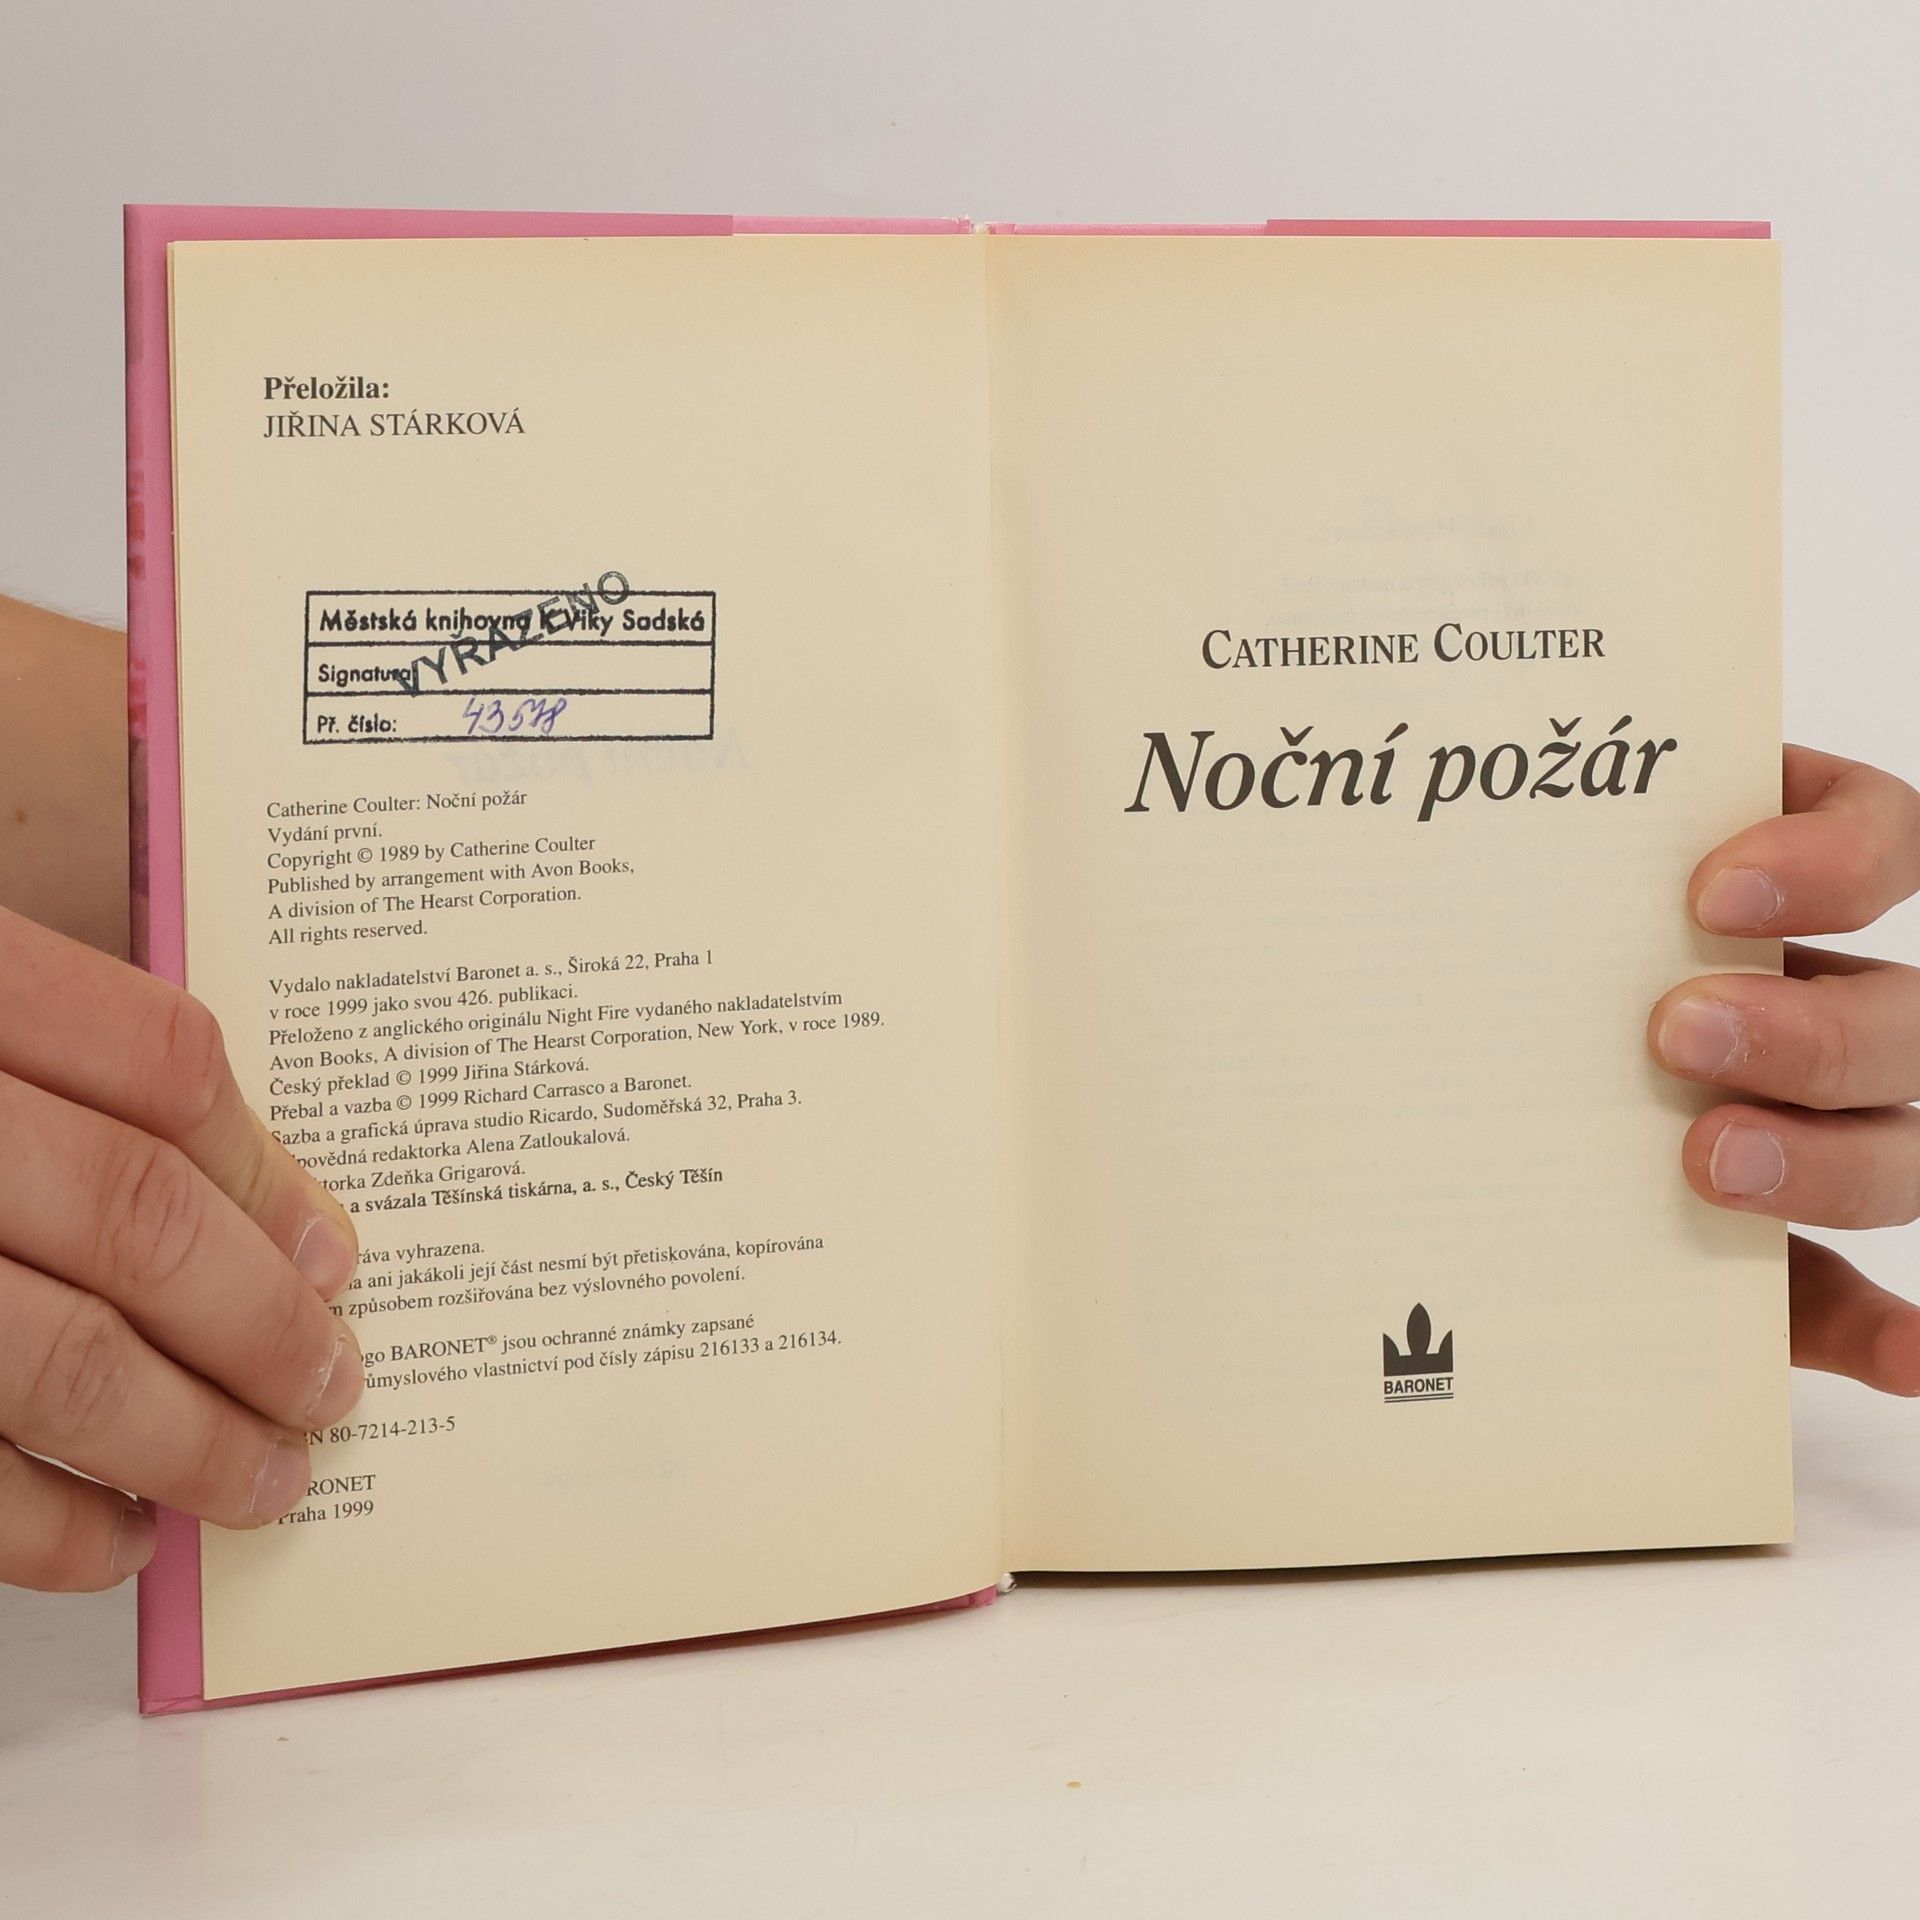 Přeložila:
JIŘINA STÁRKOVÁ
Městská knihovna K. Viky Sadská
VYŘAZENO
Signatura
Př. číslo: 43578
Catherine Coulter: Noční požár
Vydání první.
Copyright © 1989 by Catherine Coulter
Published by arrangement with Avon Books,
A division of The Hearst Corporation.
All rights reserved.
Vydalo nakladatelství Baronet a. s., Široká 22, Praha 1
v roce 1999 jako svou 426. publikaci.
Přeloženo z anglického originálu Night Fire vydaného nakladatelstvím
Avon Books, A division of The Hearst Corporation, New York, v roce 1989.
Český překlad © 1999 Jiřina Stárková.
Přebal a vazba © 1999 Richard Carrasco a Baronet.
Sazba a grafická úprava studio Ricardo, Sudoměřská 32, Praha 3.
povědná redaktorka Alena Zatloukalová.
torka Zdeňka Grigarová.
a svázala Těšínská tiskárna, a. s., Český Těšín
ráva vyhrazena.
ani jakákoli její část nesmí být přetiskována, kopírována
způsobem rozšiřována bez výslovného povolení.
go BARONET® jsou ochranné známky zapsané
ůmyslového vlastnictví pod čísly zápisu 216133 a 216134.
N 80-7214-213-5
RONET
Praha 1999
CATHERINE COULTER
Noční požár
BARONET